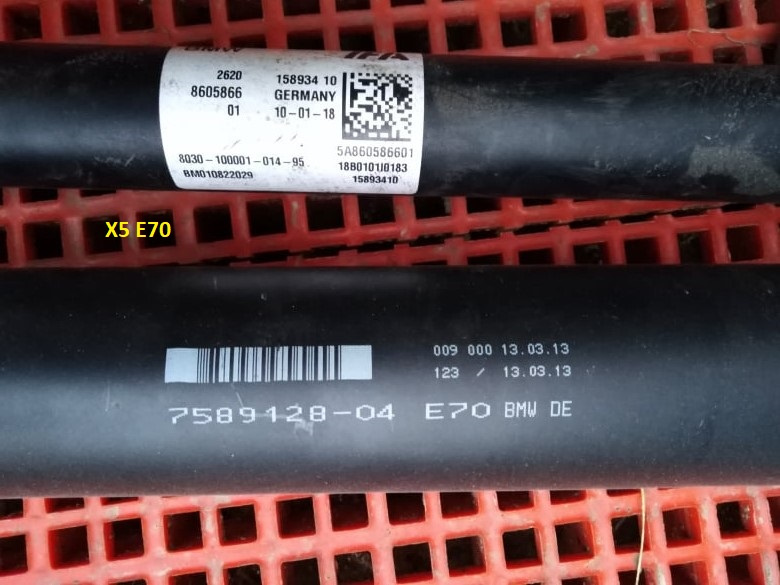 2620 158934 10
8605866 GERMANY
01 10-01-18
5A860586601
8030-100001-014-95 18B0101U0183
BM010822029 15893410
X5 E70
009 000 13.03.13
123 / 13.03.13
7589128-04 E70 BMW DE